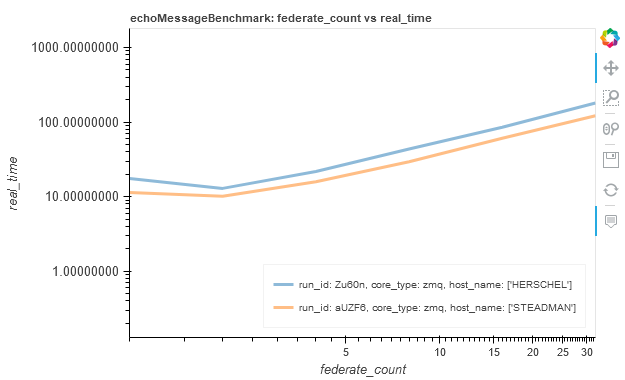 echoMessageBenchmark: federate_count vs real_time
1000.00000000
100.00000000
10.00000000
1.00000000
real_time
run_id: Zu60n, core_type: zmq, host_name: ['HERSCHEL']
run_id: aUZF6, core_type: zmq, host_name: ['STEADMAN']
5 10 15 20 25 30
federate_count